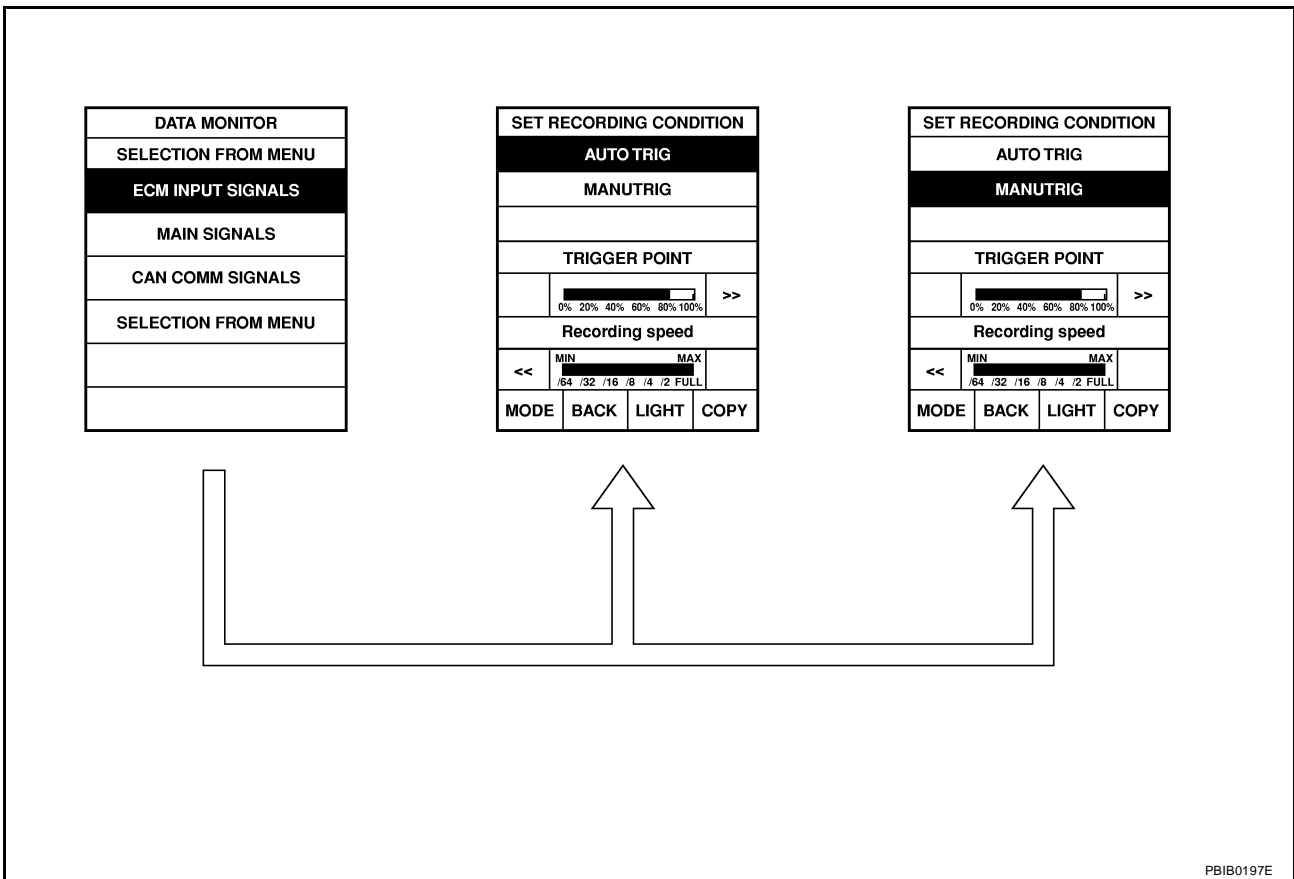 DATA MONITOR
SELECTION FROM MENU
ECM INPUT SIGNALS
MAIN SIGNALS
CAN COMM SIGNALS
SELECTION FROM MENU
SET RECORDING CONDITION
AUTO TRIG
MANUTRIG
TRIGGER POINT
>>
0% 20% 40% 60% 80% 100%
Recording speed
MIN MAX
<<
/64 /32 /16 /8 /4 /2 FULL
MODE BACK LIGHT COPY
SET RECORDING CONDITION
AUTO TRIG
MANUTRIG
TRIGGER POINT
>>
0% 20% 40% 60% 80% 100%
Recording speed
MIN MAX
<<
/64 /32 /16 /8 /4 /2 FULL
MODE BACK LIGHT COPY
PBIB0197E